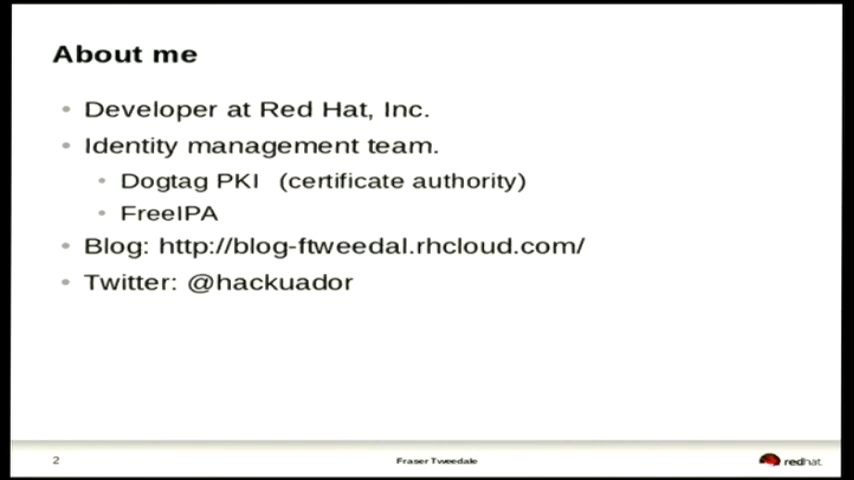 About me
Developer at Red Hat, Inc.
Identity management team.
Dogtag PKI (certificate authority)
FreeIPA
Blog: http://blog-ftweedal.rhcloud.com/
Twitter: @hackuador
2
Fraser Tweedale
redhat.